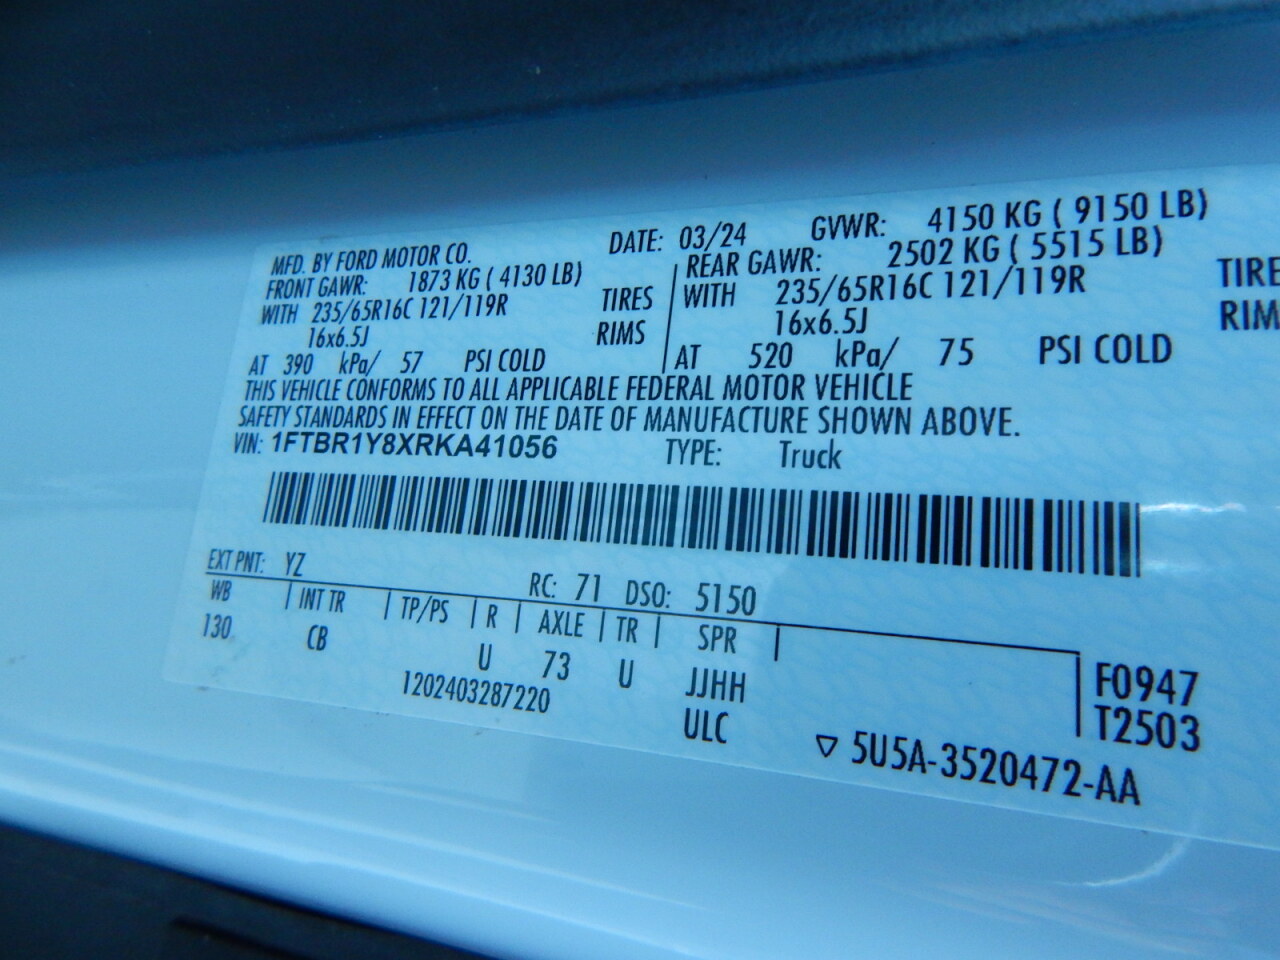 MFD. BY FORD MOTOR CO. DATE: 03/24 GVWR: 4150 KG ( 9150 LB)
FRONT GAWR: 1873 KG ( 4130 LB) REAR GAWR: 2502 KG ( 5515 LB)
WITH 235/65R16C 121/119R TIRES WITH 235/65R16C 121/119R TIRE
16x6.5J RIMS 16x6.5J RIM
AT 390 kPa/ 57 PSI COLD AT 520 kPa/ 75 PSI COLD
THIS VEHICLE CONFORMS TO ALL APPLICABLE FEDERAL MOTOR VEHICLE
SAFETY STANDARDS IN EFFECT ON THE DATE OF MANUFACTURE SHOWN ABOVE.
VIN: 1FTBR1Y8XRKA41056 TYPE: Truck
EXT PNT: YZ RC: 71 DSO: 5150
WB INT TR TP/PS R AXLE TR SPR
130 CB U 73 U JJHH F0947
1202403287220 ULC T2503
▽ 5U5A-3520472-AA